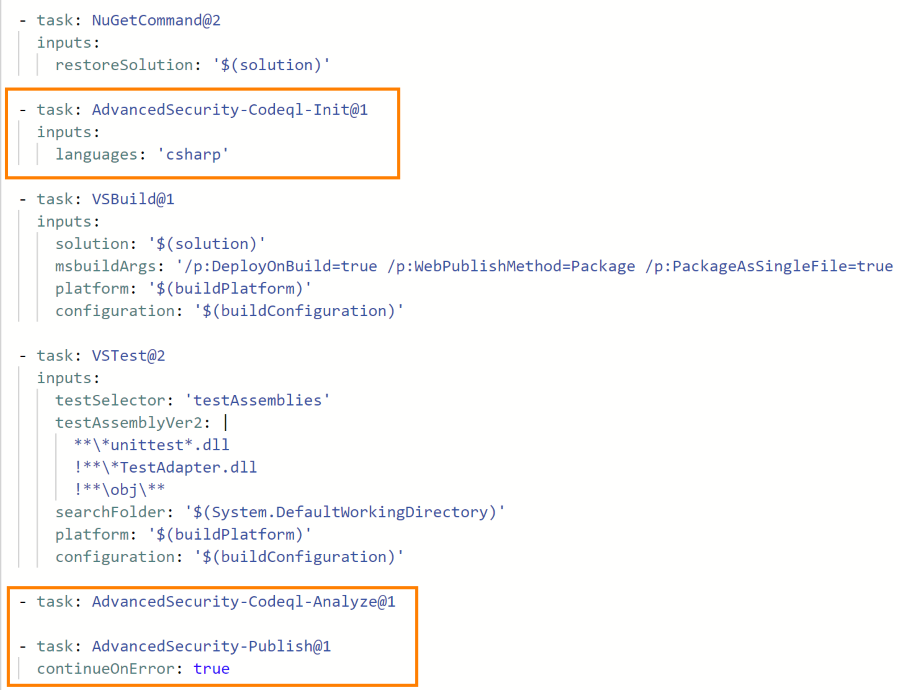 - task: NuGetCommand@2
  inputs:
    restoreSolution: '$(solution)'
- task: AdvancedSecurity-Codeql-Init@1
  inputs:
    languages: 'csharp'
- task: VSBuild@1
  inputs:
    solution: '$(solution)'
    msbuildArgs: '/p:DeployOnBuild=true /p:WebPublishMethod=Package /p:PackageAsSingleFile=true
    platform: '$(buildPlatform)'
    configuration: '$(buildConfiguration)'
- task: VSTest@2
  inputs:
    testSelector: 'testAssemblies'
    testAssemblyVer2: |
      **\*unittest*.dll
      !**\*TestAdapter.dll
      !**\obj\**
    searchFolder: '$(System.DefaultWorkingDirectory)'
    platform: '$(buildPlatform)'
    configuration: '$(buildConfiguration)'
- task: AdvancedSecurity-Codeql-Analyze@1
- task: AdvancedSecurity-Publish@1
  continueOnError: true